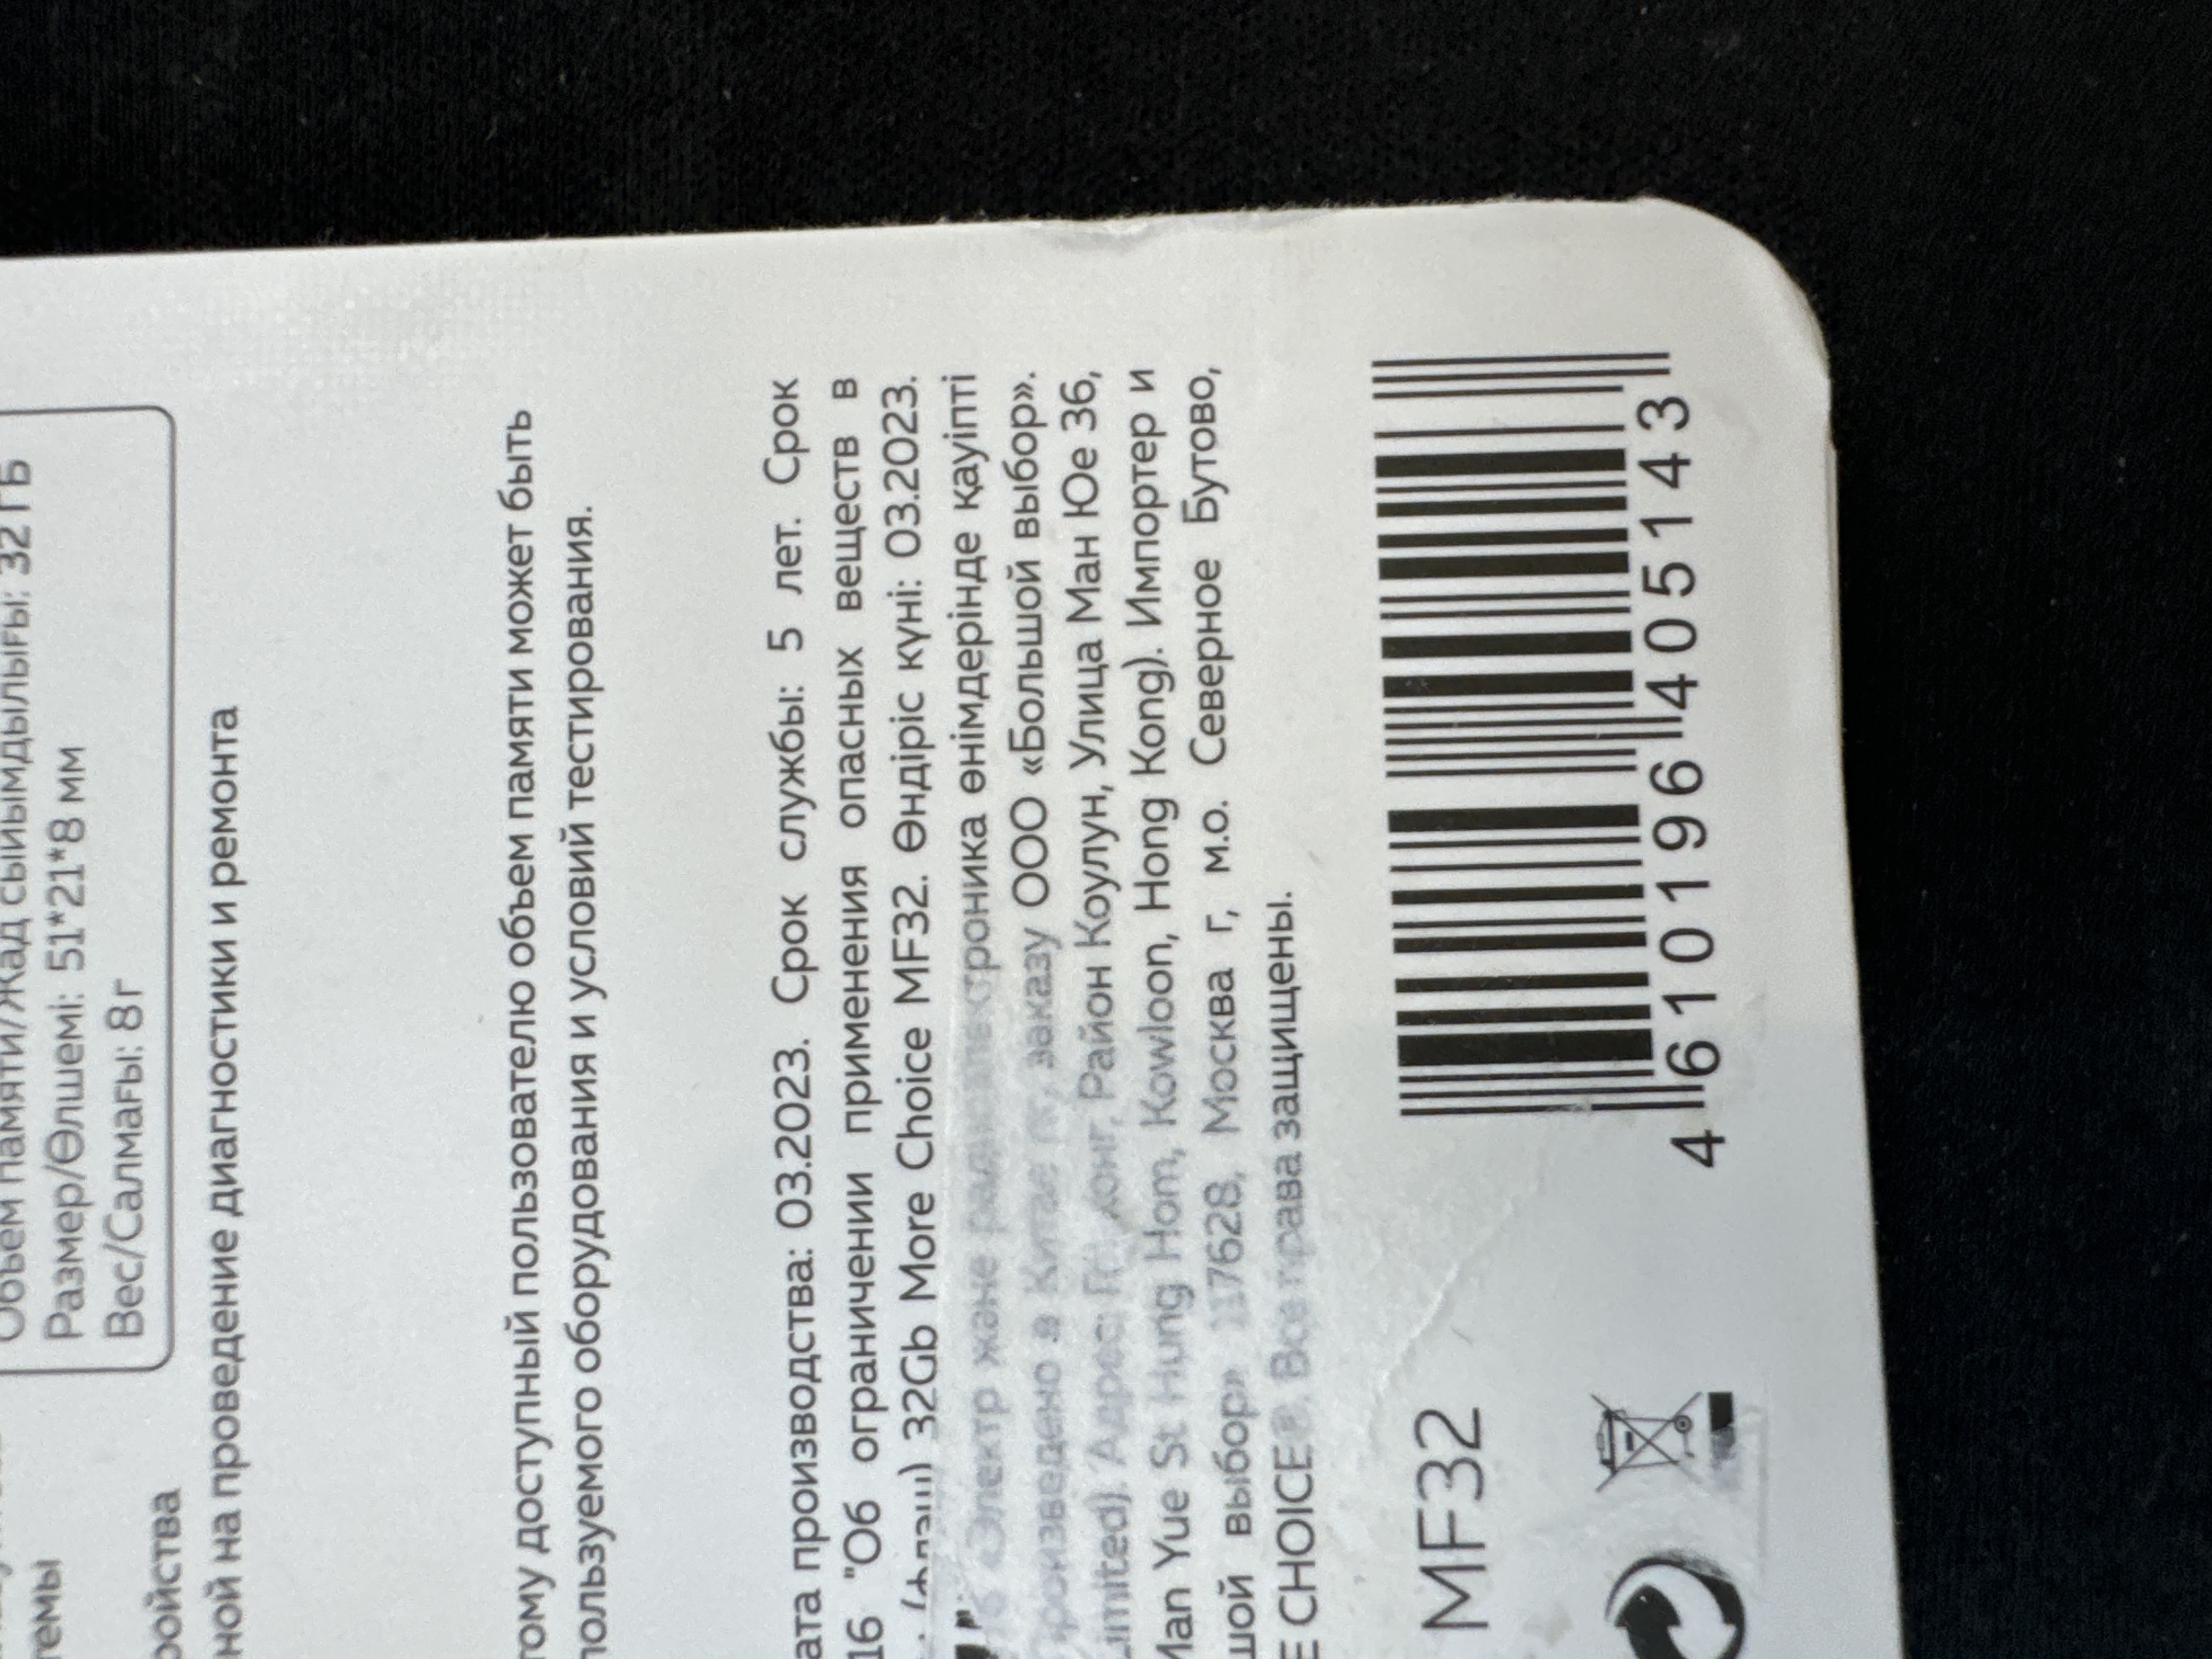 Объем памяти/Жад сыйымдылығы: 32 ГБ
Размер/Өлшемі: 51*21*8 мм
Вес/Салмағы: 8г
темы
ройства
ной на проведение диагностики и ремонта
тому доступный пользователю объем памяти может быть
пользуемого оборудования и условий тестирования.
ата производства: 03.2023. Срок службы: 5 лет. Срок
16 "Об ограничении применения опасных веществ в
32Gb More Choice MF32. Өндіріс күні: 03.2023.
«Электр және радиоэлектроника өнімдерінде қауіпті
Произведено в Китае по заказу ООО «Большой выбор».
Limited). Адрес: Гонконг, Район Коулун, Улица Ман Юе 36,
Man Yue St Hung Hom, Kowloon, Hong Kong). Импортер и
шой выбор» 117628, Москва г, м.о. Северное Бутово,
E CHOICE®. Все права защищены.
MF32
4 610196 405143